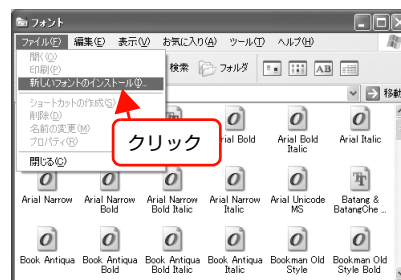 フォント
ファイル(F) 編集(E) 表示(V) お気に入り(A) ツール(T) ヘルプ(H)
開く(O)
印刷(P)
新しいフォントのインストール(I)...
ショートカットの作成(S)
削除(D)
名前の変更(M)
プロパティ(R)
閉じる(C)
検索 フォルダ
AB
移動
クリック
rial Bold Arial Bold Italic Arial Italic
Arial Narrow Arial Narrow Bold Arial Narrow Bold Italic Arial Narrow Italic Arial Unicode MS Batang & BatangChe ...
Book Antiqua Book Antiqua Bold Book Antiqua Bold Italic Book Antiqua Italic Bookman Old Style Bookman Old Style Bold